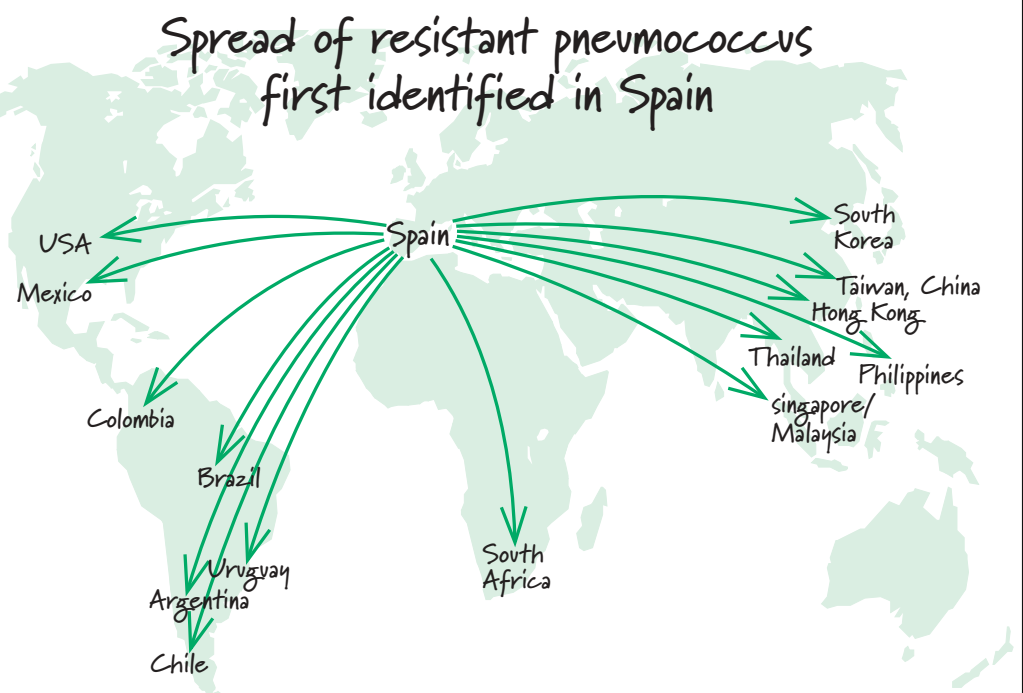 Spread of resistant pneumococcus
first identified in Spain
Spain
USA
Mexico
Colombia
Brazil
Uruguay
Argentina
Chile
South
Africa
South
Korea
Taiwan, China
Hong Kong
Thailand
Philippines
singapore/
Malaysia